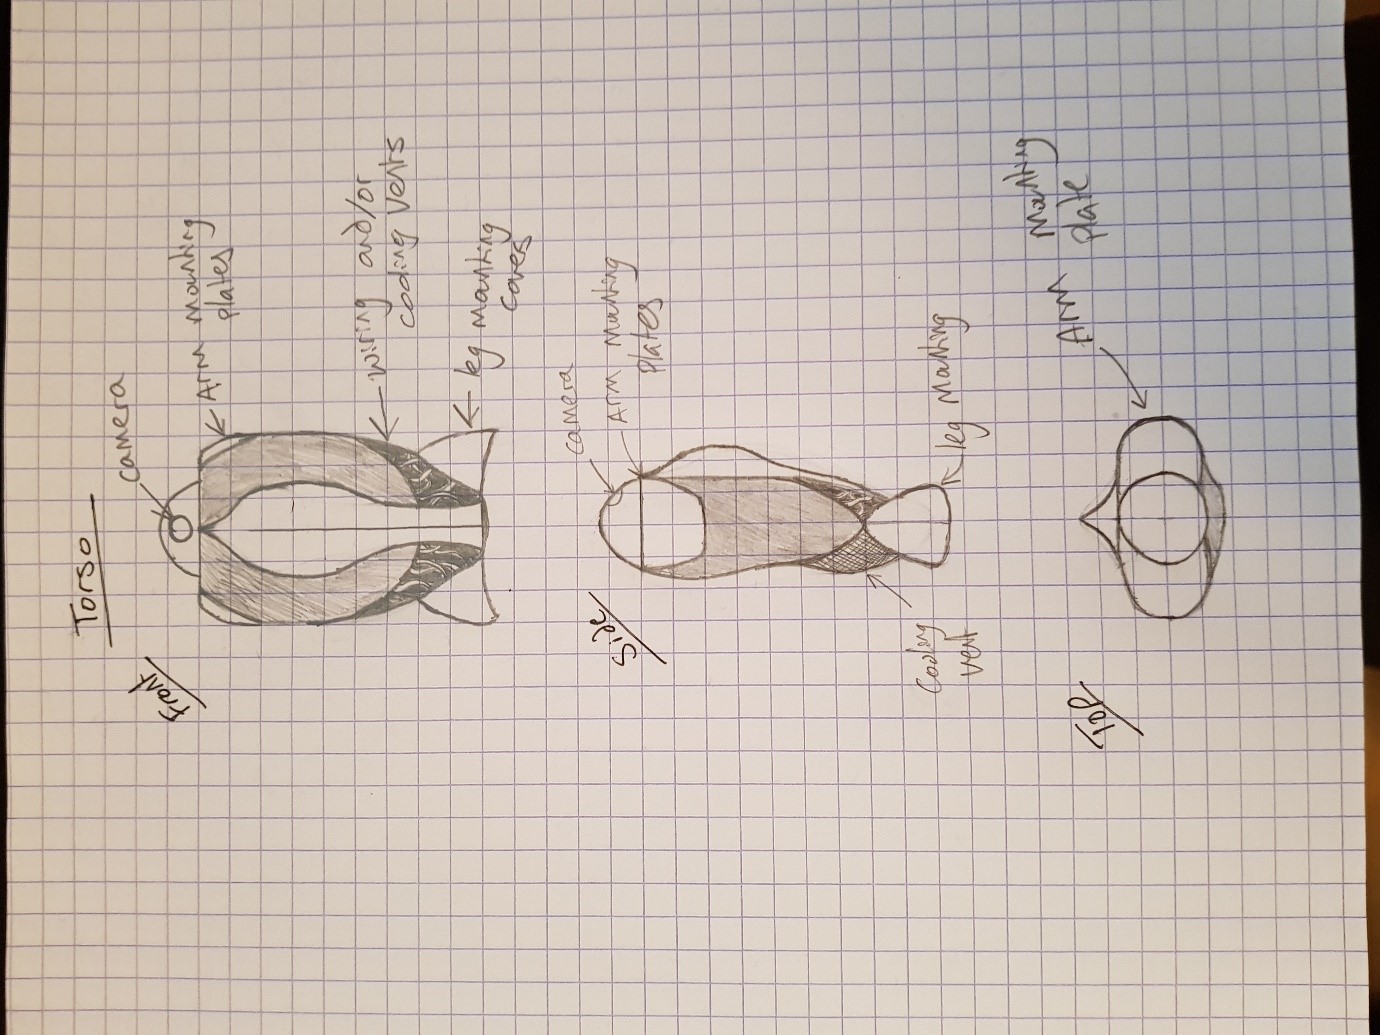 Torso
Front
camera
Arm mounting
plates
wiring and/or
cooling vents
leg mounting
cones
Side
camera
Arm mounting
plates
leg mounting
Cooling
vent
Top
Arm mounting
plate